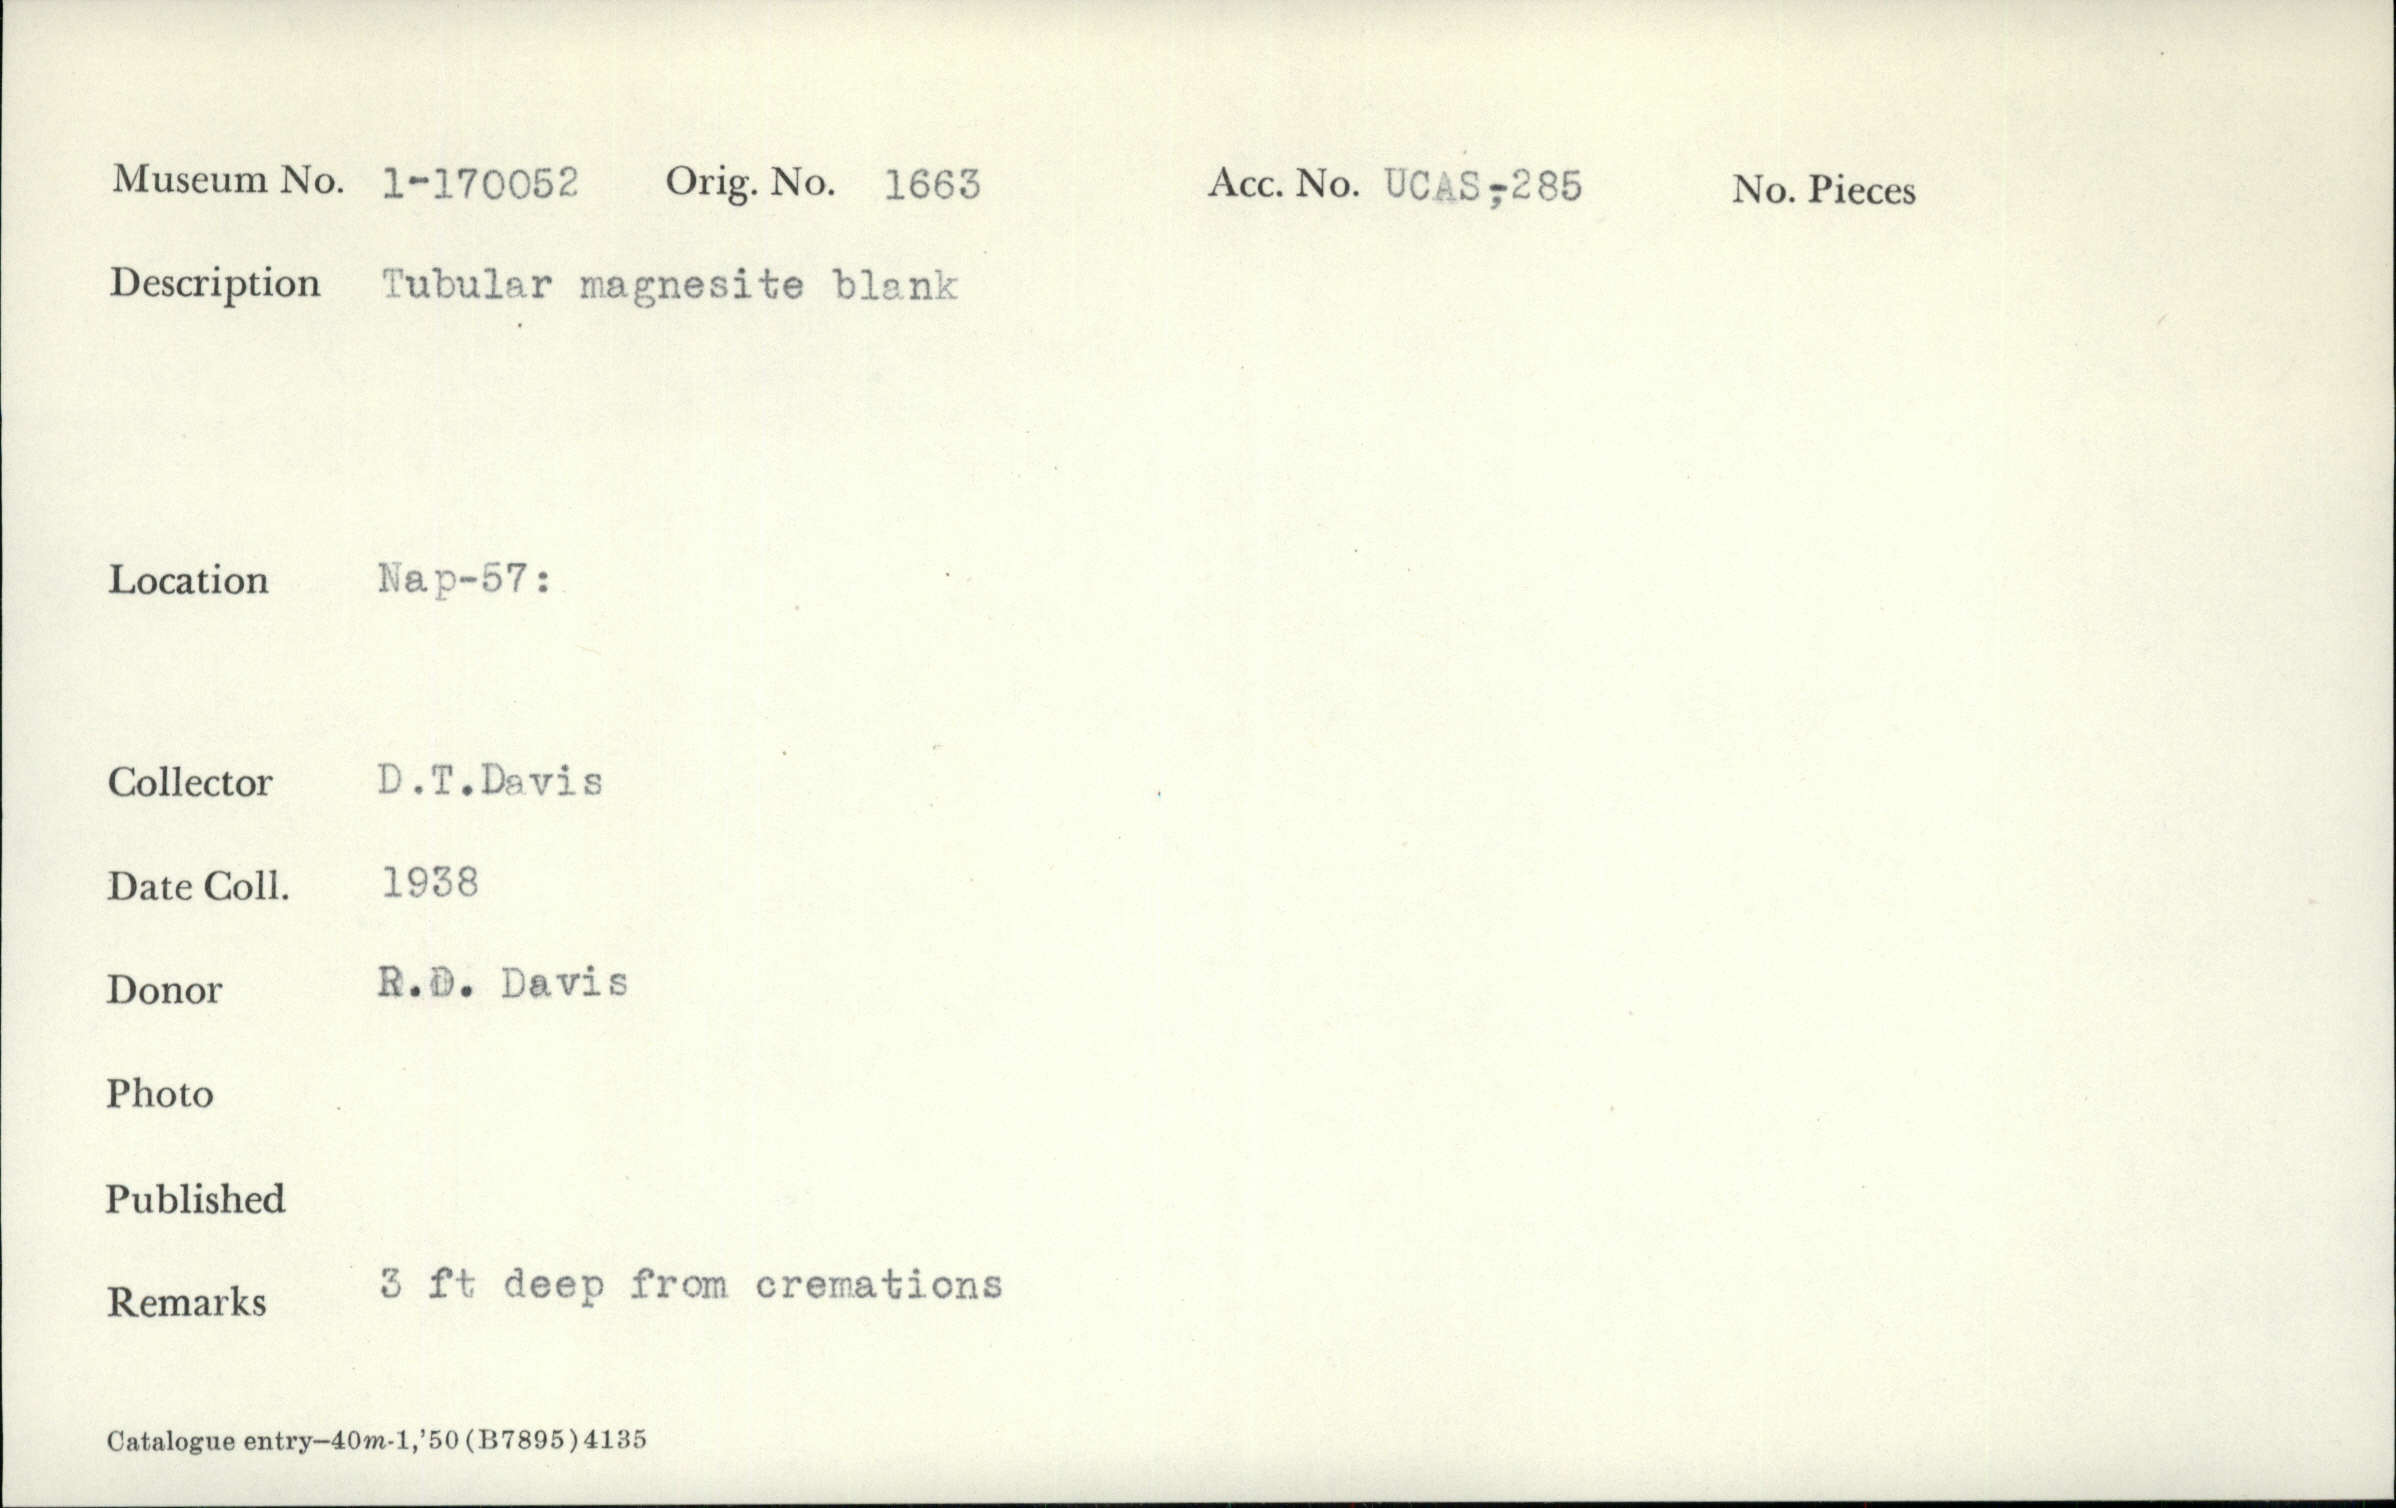 Museum No. 1-170052 Orig. No. 1663 Acc. No. UCAS-285 No. Pieces
Description Tubular magnesite blank
Location Nap-57:
Collector D.T.Davis
Date Coll. 1938
Donor R.D. Davis
Photo
Published
Remarks 3 ft deep from cremations
Catalogue entry—40m-1,'50 (B7895) 4135